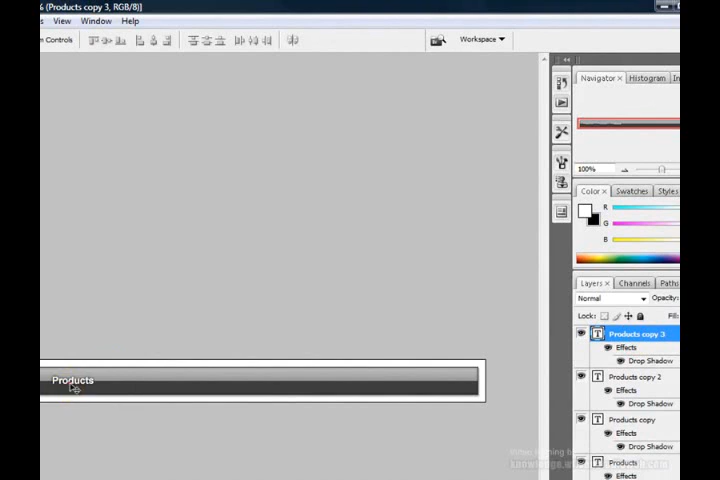 % (Products copy 3, RGB/8)]
View Window Help
Controls
Workspace
Navigator × Histogram In
100%
Color × Swatches Styles
R
G
B
Layers × Channels Paths
Normal Opacity:
Lock: Fill:
T Products copy 3
Effects
Drop Shadow
T Products copy 2
Effects
Drop Shadow
T Products copy
Effects
Drop Shadow
T Products
Effects
Products